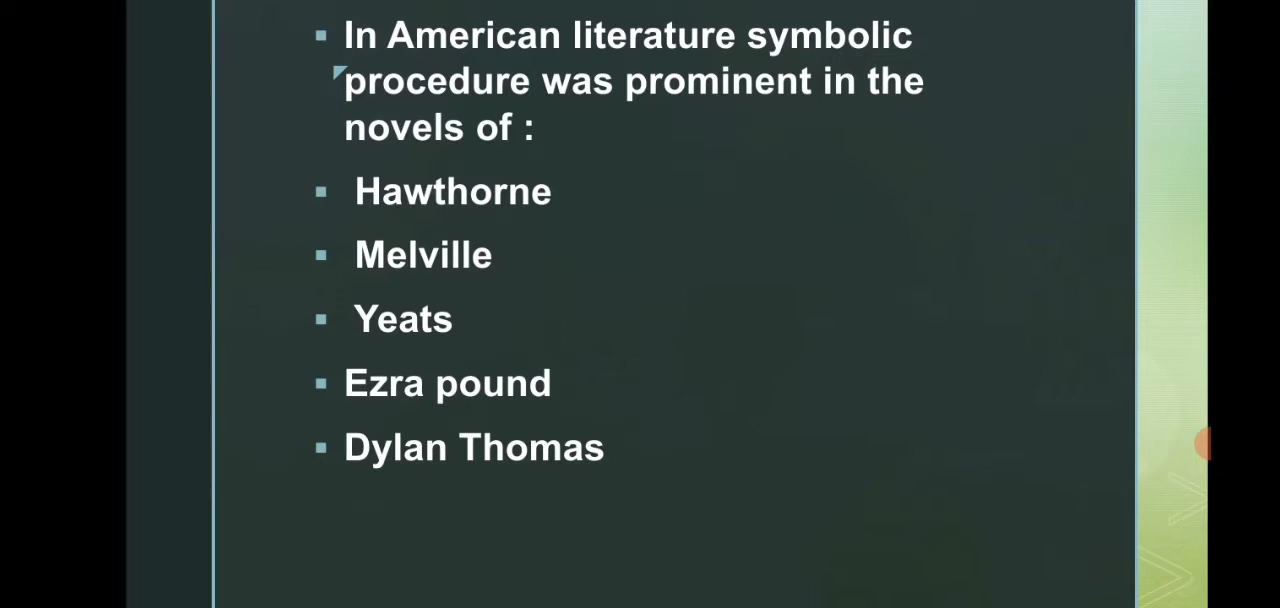 In American literature symbolic
procedure was prominent in the
novels of :
Hawthorne
Melville
Yeats
Ezra pound
Dylan Thomas